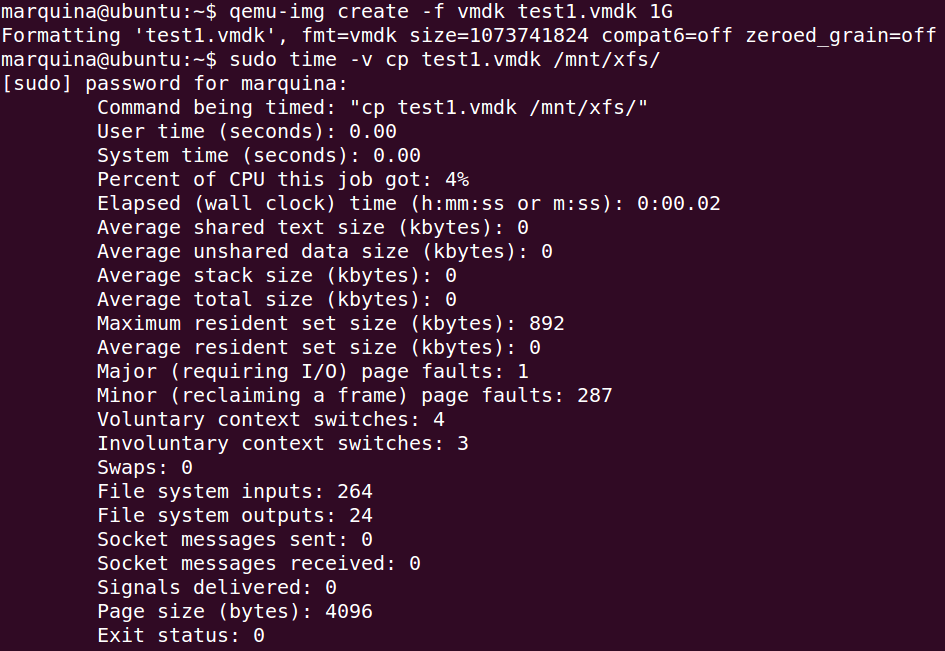 marquina@ubuntu:~$ qemu-img create -f vmdk test1.vmdk 1G
Formatting 'test1.vmdk', fmt=vmdk size=1073741824 compat6=off zeroed_grain=off
marquina@ubuntu:~$ sudo time -v cp test1.vmdk /mnt/xfs/
[sudo] password for marquina:
Command being timed: "cp test1.vmdk /mnt/xfs/"
User time (seconds): 0.00
System time (seconds): 0.00
Percent of CPU this job got: 4%
Elapsed (wall clock) time (h:mm:ss or m:ss): 0:00.02
Average shared text size (kbytes): 0
Average unshared data size (kbytes): 0
Average stack size (kbytes): 0
Average total size (kbytes): 0
Maximum resident set size (kbytes): 892
Average resident set size (kbytes): 0
Major (requiring I/O) page faults: 1
Minor (reclaiming a frame) page faults: 287
Voluntary context switches: 4
Involuntary context switches: 3
Swaps: 0
File system inputs: 264
File system outputs: 24
Socket messages sent: 0
Socket messages received: 0
Signals delivered: 0
Page size (bytes): 4096
Exit status: 0